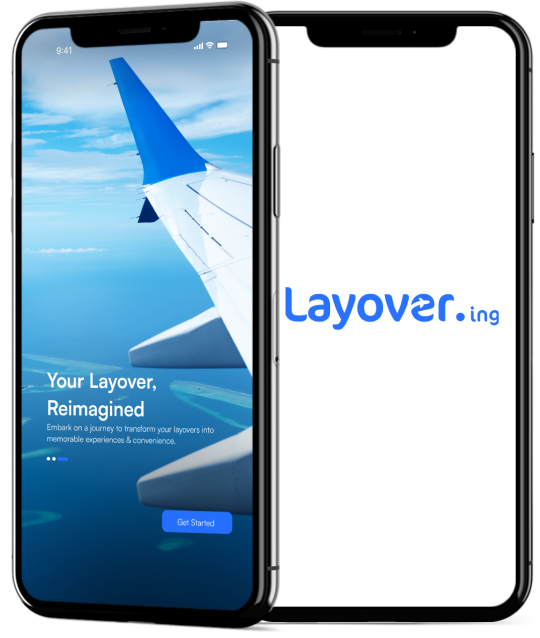 9:41
Your Layover,
Reimagined
Embark on a journey to transform your layovers into
memorable experiences & convenience.
Get Started
Layover.ing